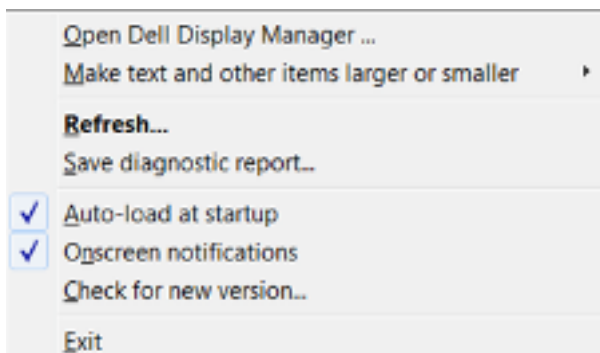 Open Dell Display Manager ...
Make text and other items larger or smaller
Refresh...
Save diagnostic report...
Auto-load at startup
Onscreen notifications
Check for new version...
Exit